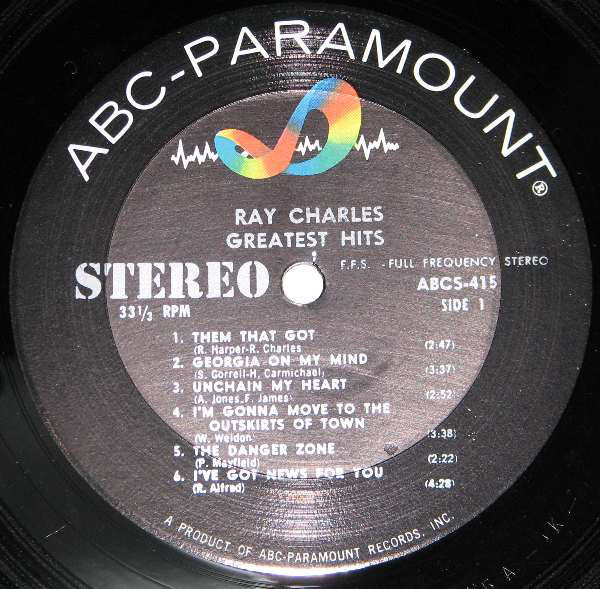 ABC-PARAMOUNT®
RAY CHARLES
GREATEST HITS
STEREO
F.F.S. -FULL FREQUENCY STEREO
33 1/3 RPM
ABCS-415
SIDE 1
1. THEM THAT GOT
(R. Harper-R. Charles (2:47)
2. GEORGIA ON MY MIND
(S. Gorrell-H. Carmichael) (3:37)
3. UNCHAIN MY HEART
(A. Jones-F. James) (2:52)
4. I'M GONNA MOVE TO THE
OUTSKIRTS OF TOWN
(W. Weldon) (3:38)
5. THE DANGER ZONE
(P. Mayfield) (2:22)
6. I'VE GOT NEWS FOR YOU
(R. Alfred) (4:28)
A PRODUCT OF ABC-PARAMOUNT RECORDS, INC.